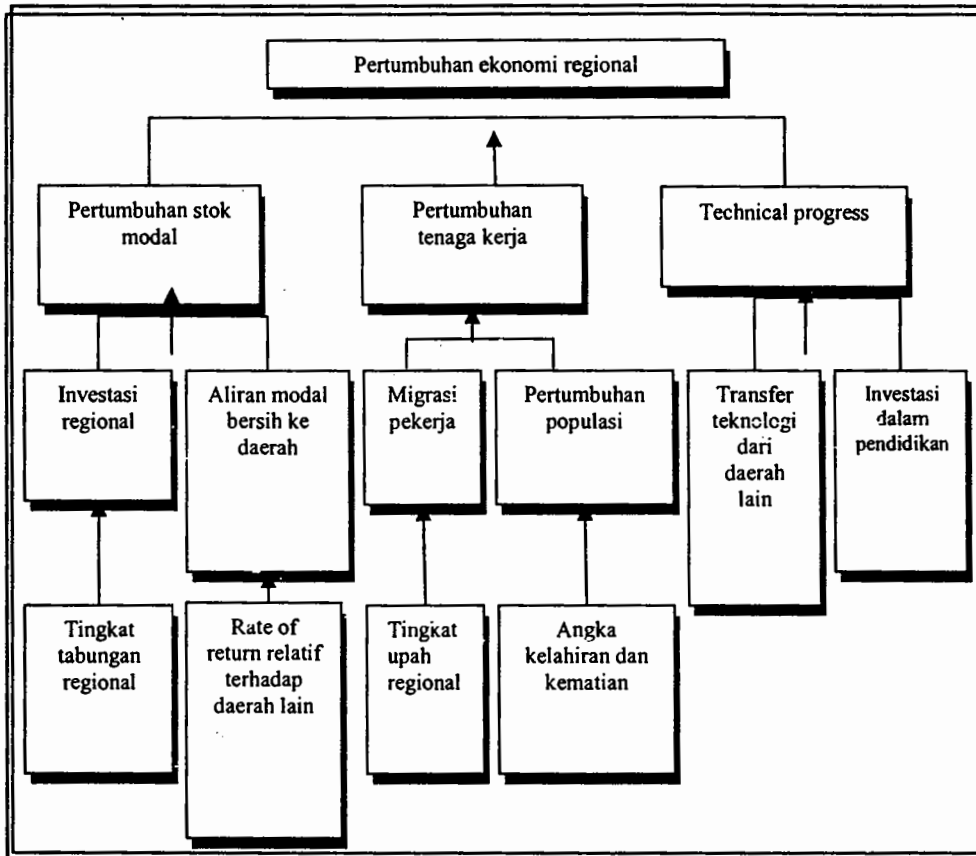 Pertumbuhan ekonomi regional
Pertumbuhan stok
modal
Pertumbuhan
tenaga kerja
Technical progress
Investasi
regional
Aliran modal
bersih ke
daerah
Migrasi
pekerja
Pertumbuhan
populasi
Transfer
teknologi
dari
daerah
lain
Investasi
dalam
pendidikan
Tingkat
tabungan
regional
Rate of
return relatif
terhadap
daerah lain
Tingkat
upah
regional
Angka
kelahiran dan
kematian